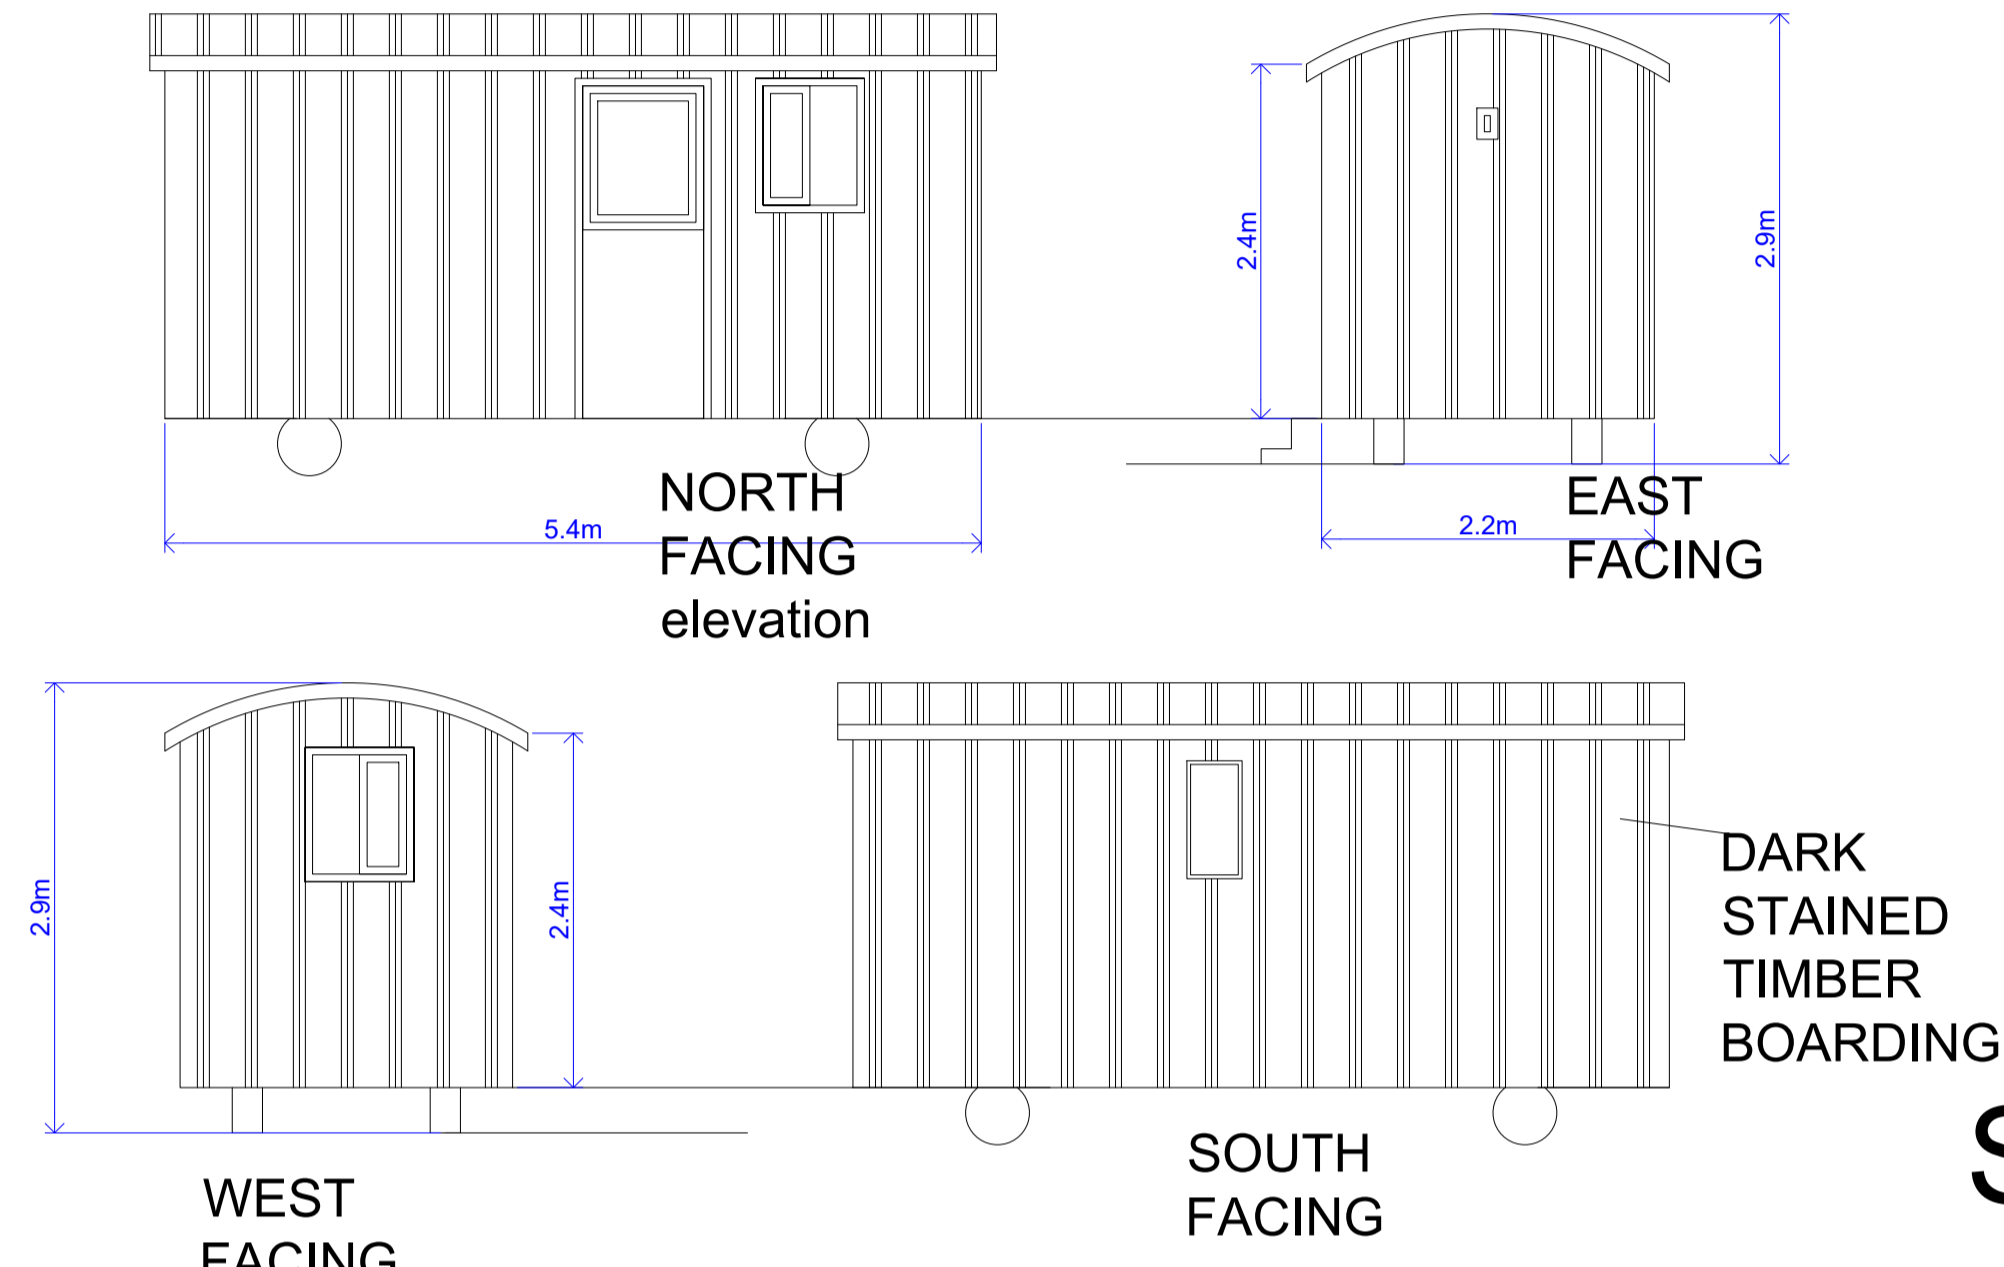 2.4m
2.9m
NORTH
FACING
elevation
5.4m
EAST
FACING
2.2m
2.9m
2.4m
DARK
STAINED
TIMBER
BOARDING
WEST
FACING
SOUTH
FACING
S